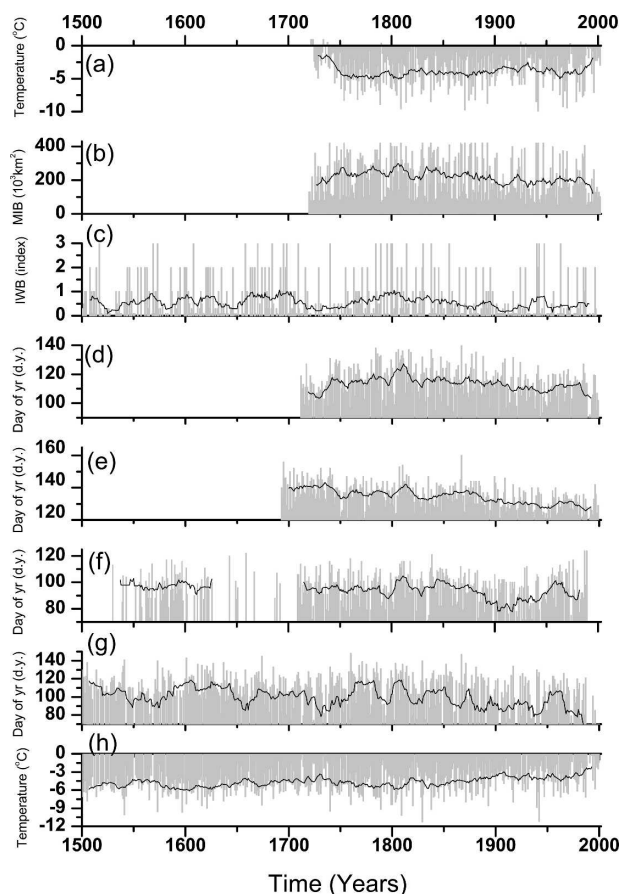 1500 1600 1700 1800 1900 2000
Temperature (°C)
0
-5
-10
(a)
MIB (10³km²)
400
200
0
(b)
IWB (index)
3
2
1
0
(c)
Day of yr (d.y.)
140
120
100
(d)
Day of yr (d.y.)
160
140
120
(e)
Day of yr (d.y.)
120
100
80
(f)
Day of yr (d.y.)
140
120
100
80
(g)
Temperature (°C)
0
-3
-6
-9
-12
(h)
1500 1600 1700 1800 1900 2000
Time (Years)